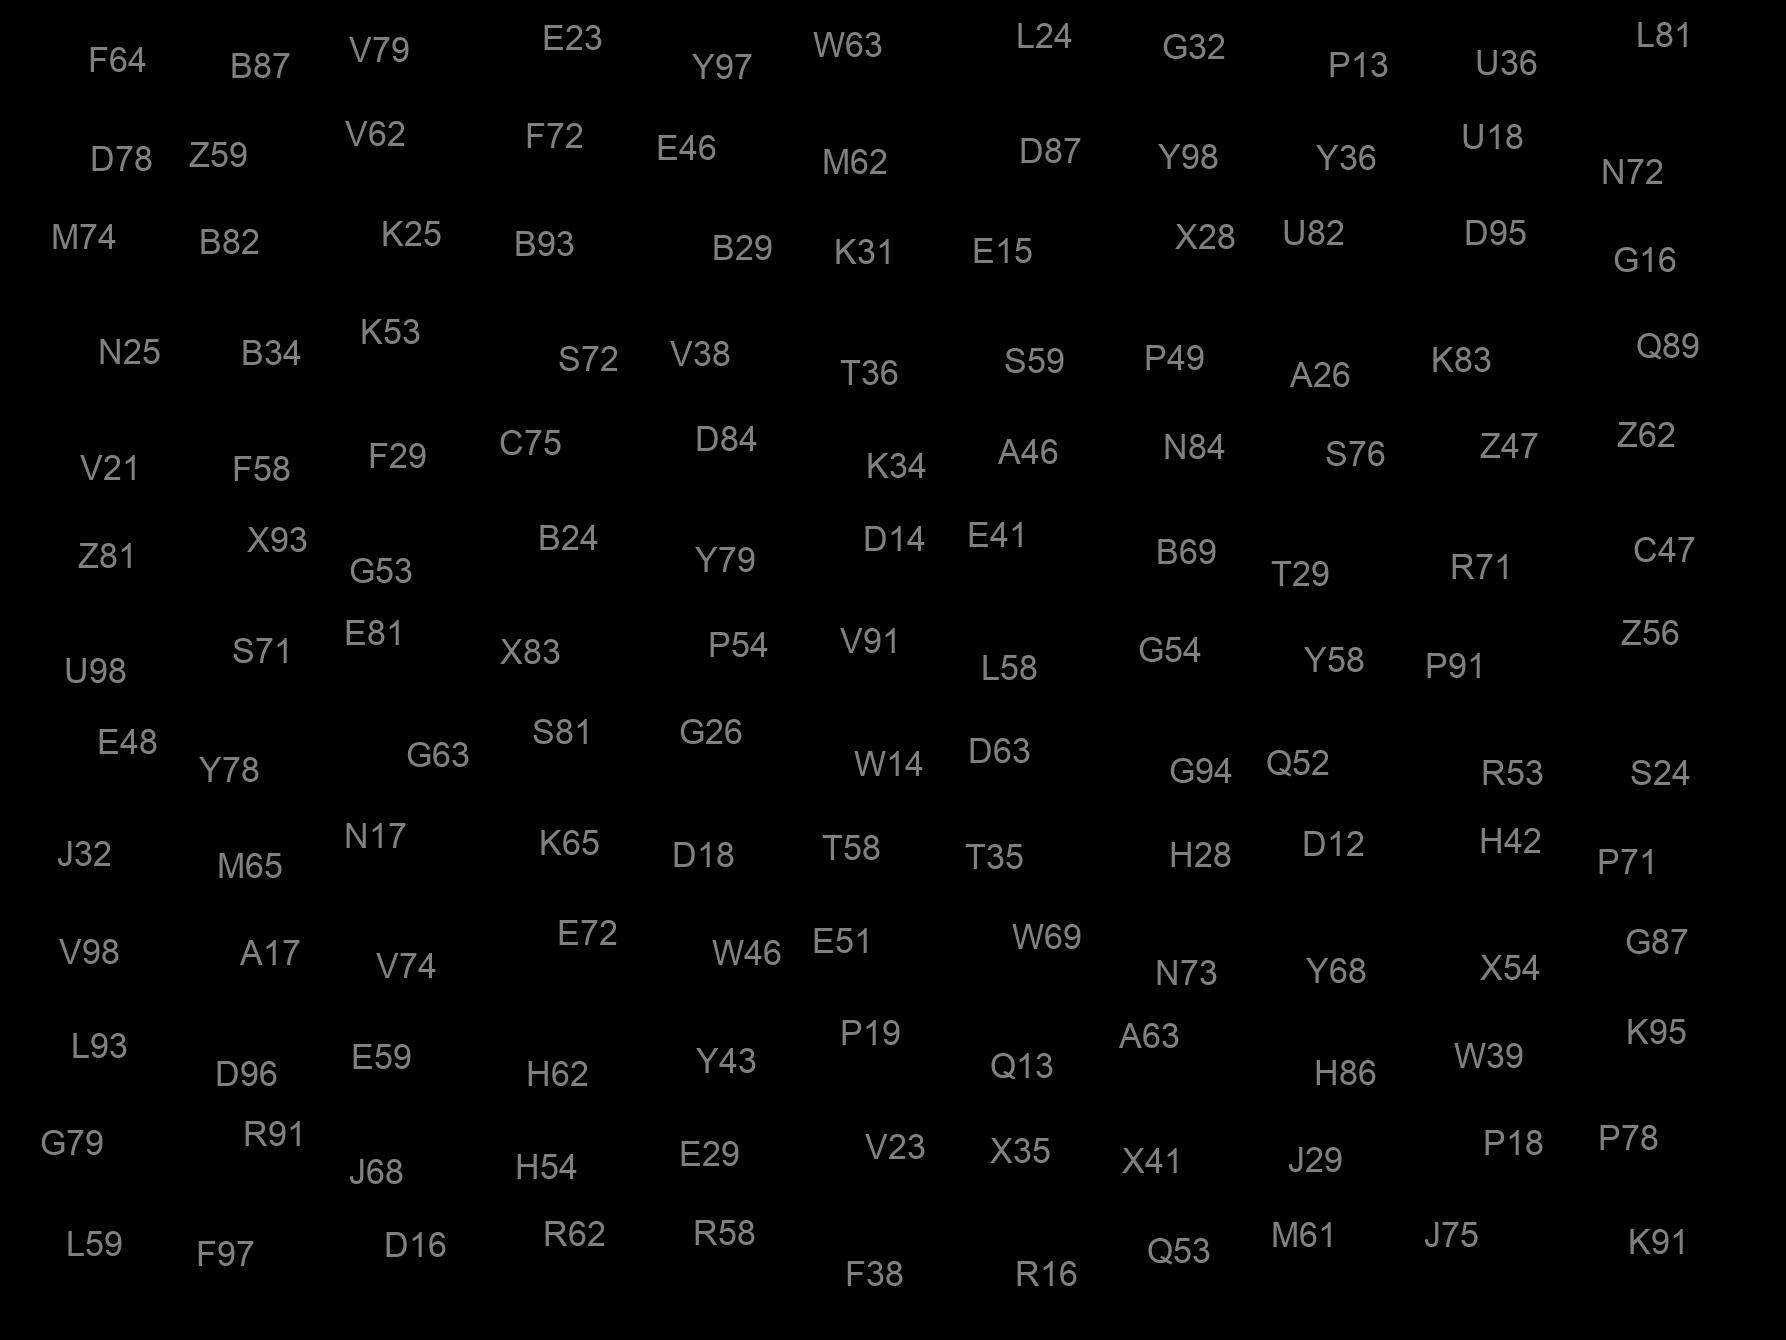 F64 B87 V79 E23 Y97 W63 L24 G32 P13 U36 L81
D78 Z59 V62 F72 E46 M62 D87 Y98 Y36 U18 N72
M74 B82 K25 B93 B29 K31 E15 X28 U82 D95 G16
N25 B34 K53 S72 V38 T36 S59 P49 A26 K83 Q89
V21 F58 F29 C75 D84 K34 A46 N84 S76 Z47 Z62
Z81 X93 G53 B24 Y79 D14 E41 B69 T29 R71 C47
U98 S71 E81 X83 P54 V91 L58 G54 Y58 P91 Z56
E48 Y78 G63 S81 G26 W14 D63 G94 Q52 R53 S24
J32 M65 N17 K65 D18 T58 T35 H28 D12 H42 P71
V98 A17 V74 E72 W46 E51 W69 N73 Y68 X54 G87
L93 D96 E59 H62 Y43 P19 Q13 A63 H86 W39 K95
G79 R91 J68 H54 E29 V23 X35 X41 J29 P18 P78
L59 F97 D16 R62 R58 F38 R16 Q53 M61 J75 K91